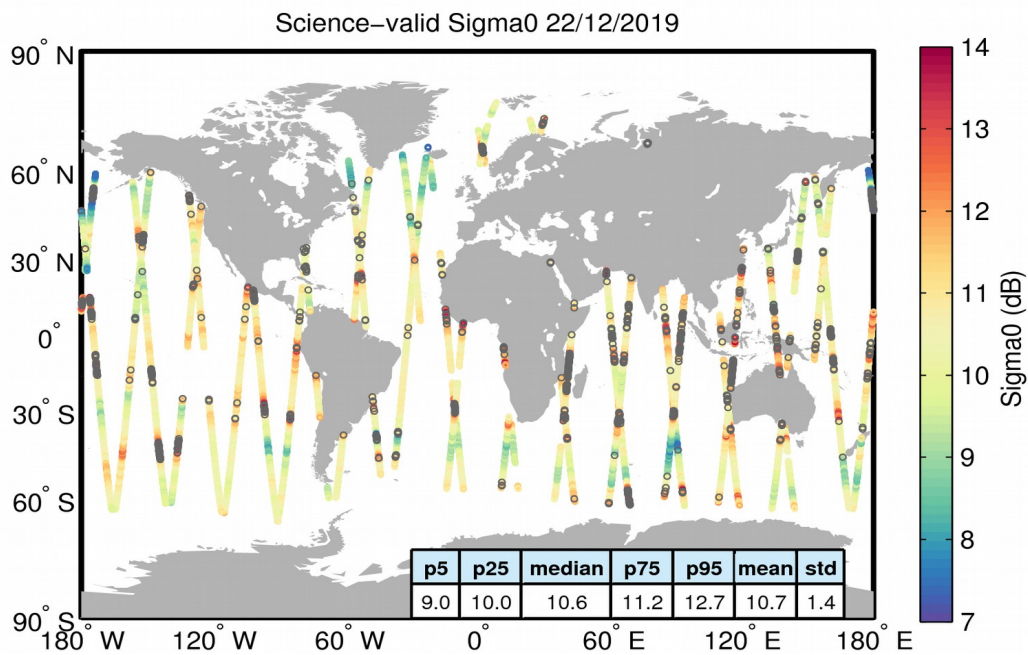 Science−valid Sigma0 22/12/2019
90° N
60° N
30° N
0°
30° S
60° S
90° S
180° W
120° W
60° W
0°
60° E
120° E
180° E
14
13
12
11
10
9
8
7
Sigma0 (dB)
p5 p25 median p75 p95 mean std
9.0 10.0 10.6 11.2 12.7 10.7 1.4